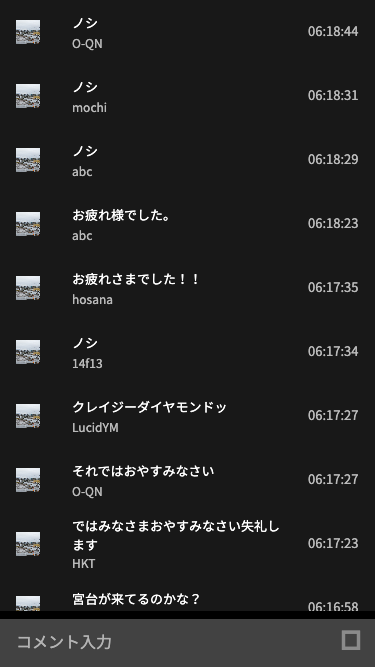 ノシ
O-QN
06:18:44
ノシ
mochi
06:18:31
ノシ
abc
06:18:29
お疲れ様でした。
abc
06:18:23
お疲れさまでした！！
hosana
06:17:35
ノシ
14f13
06:17:34
クレイジーダイヤモンドッ
LucidYM
06:17:27
それではおやすみなさい
O-QN
06:17:27
ではみなさまおやすみなさい失礼し
ます
HKT
06:17:23
宮台が来てるのかな？
06:16:58
コメント入力